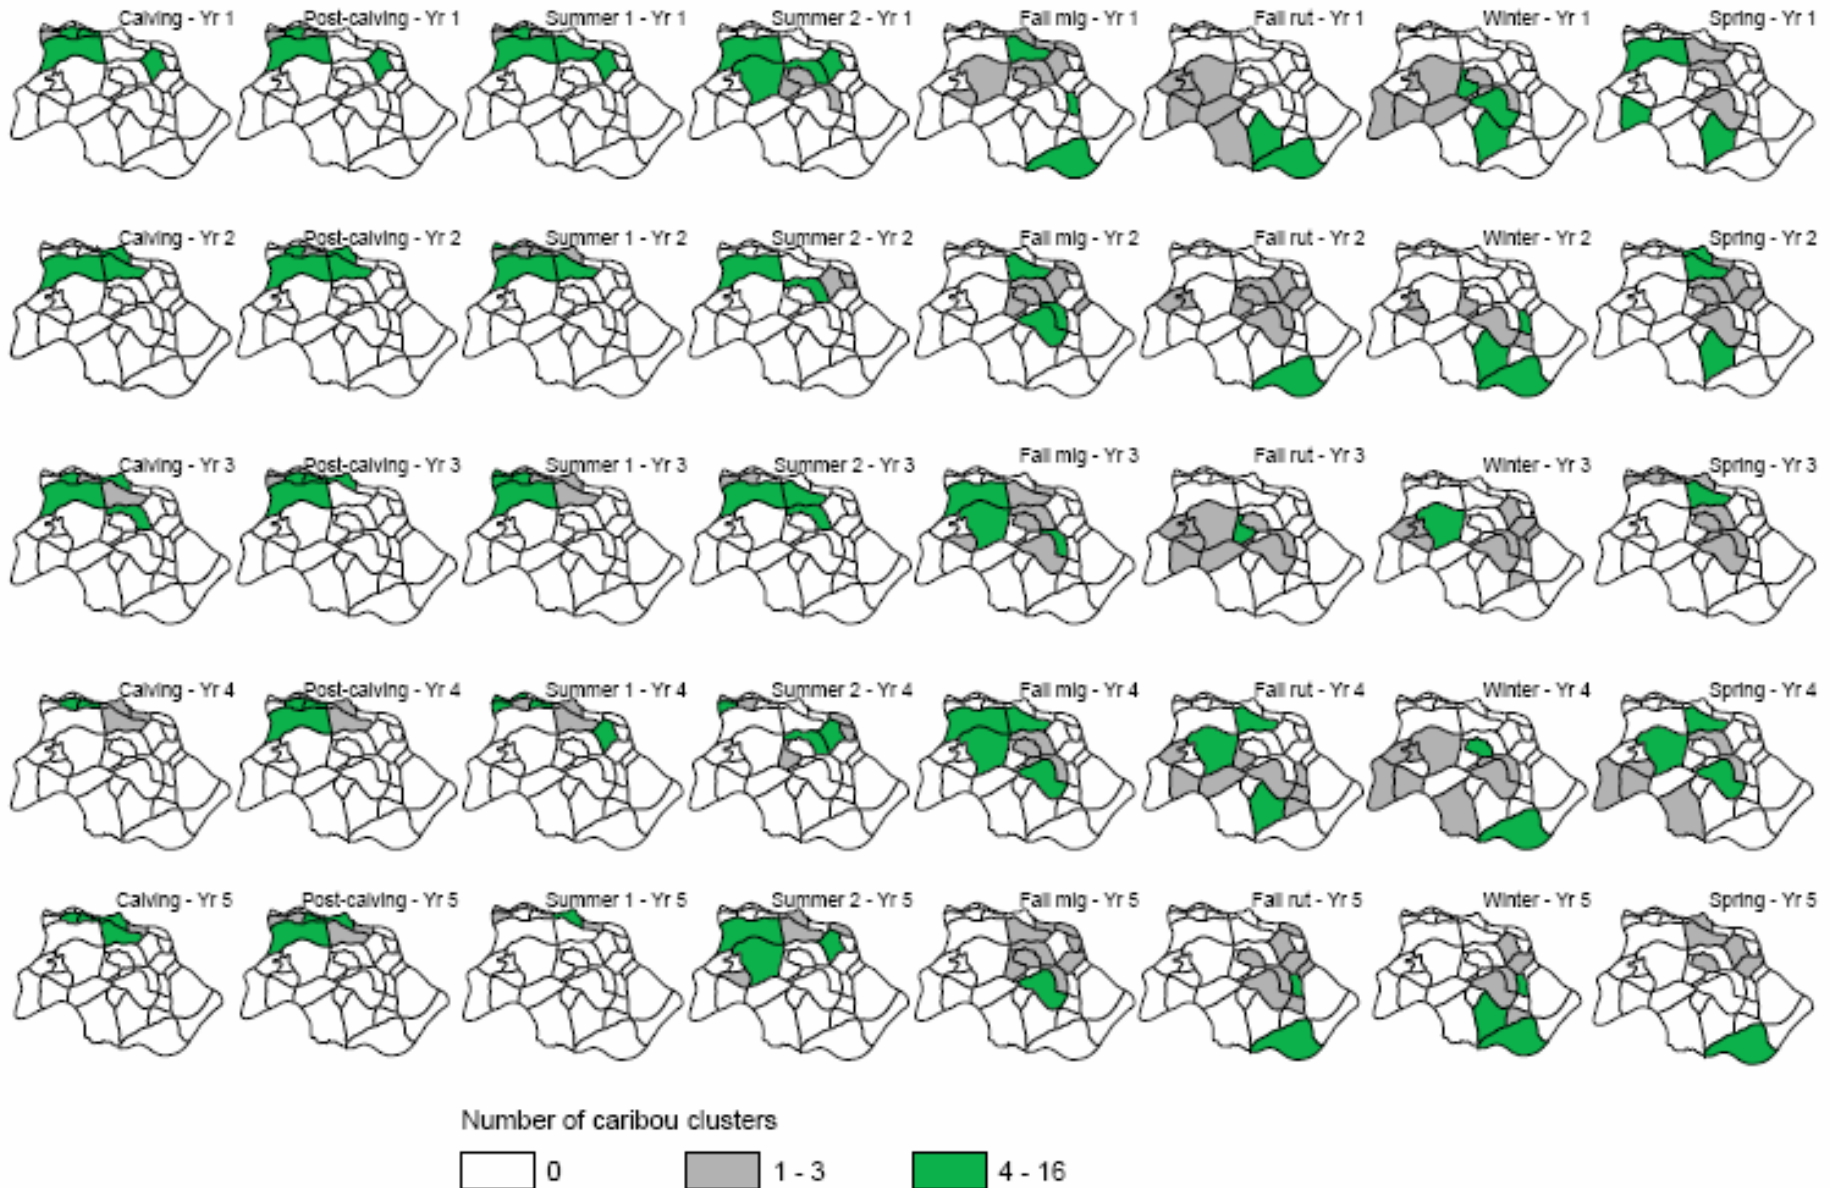 Calving - Yr 1 Post-calving - Yr 1 Summer 1 - Yr 1 Summer 2 - Yr 1 Fall mig - Yr 1 Fall rut - Yr 1 Winter - Yr 1 Spring - Yr 1
Calving - Yr 2 Post-calving - Yr 2 Summer 1 - Yr 2 Summer 2 - Yr 2 Fall mig - Yr 2 Fall rut - Yr 2 Winter - Yr 2 Spring - Yr 2
Calving - Yr 3 Post-calving - Yr 3 Summer 1 - Yr 3 Summer 2 - Yr 3 Fall mig - Yr 3 Fall rut - Yr 3 Winter - Yr 3 Spring - Yr 3
Calving - Yr 4 Post-calving - Yr 4 Summer 1 - Yr 4 Summer 2 - Yr 4 Fall mig - Yr 4 Fall rut - Yr 4 Winter - Yr 4 Spring - Yr 4
Calving - Yr 5 Post-calving - Yr 5 Summer 1 - Yr 5 Summer 2 - Yr 5 Fall mig - Yr 5 Fall rut - Yr 5 Winter - Yr 5 Spring - Yr 5
Number of caribou clusters
0 1 - 3 4 - 16